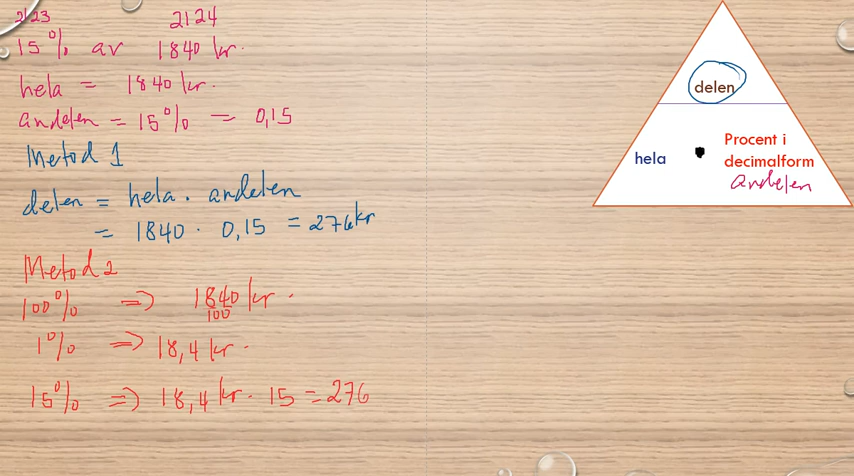 2123 2124
15% av 1840 kr.
hela = 1840 kr.
andelen = 15% = 0,15
Metod 1
delen = hela · andelen
= 1840 · 0,15 = 276 kr
Metod 2
100% => 1840 kr.
100
1% => 18,4 kr.
15% => 18,4 kr. 15 = 276
delen
hela · Procent i
decimalform
andelen